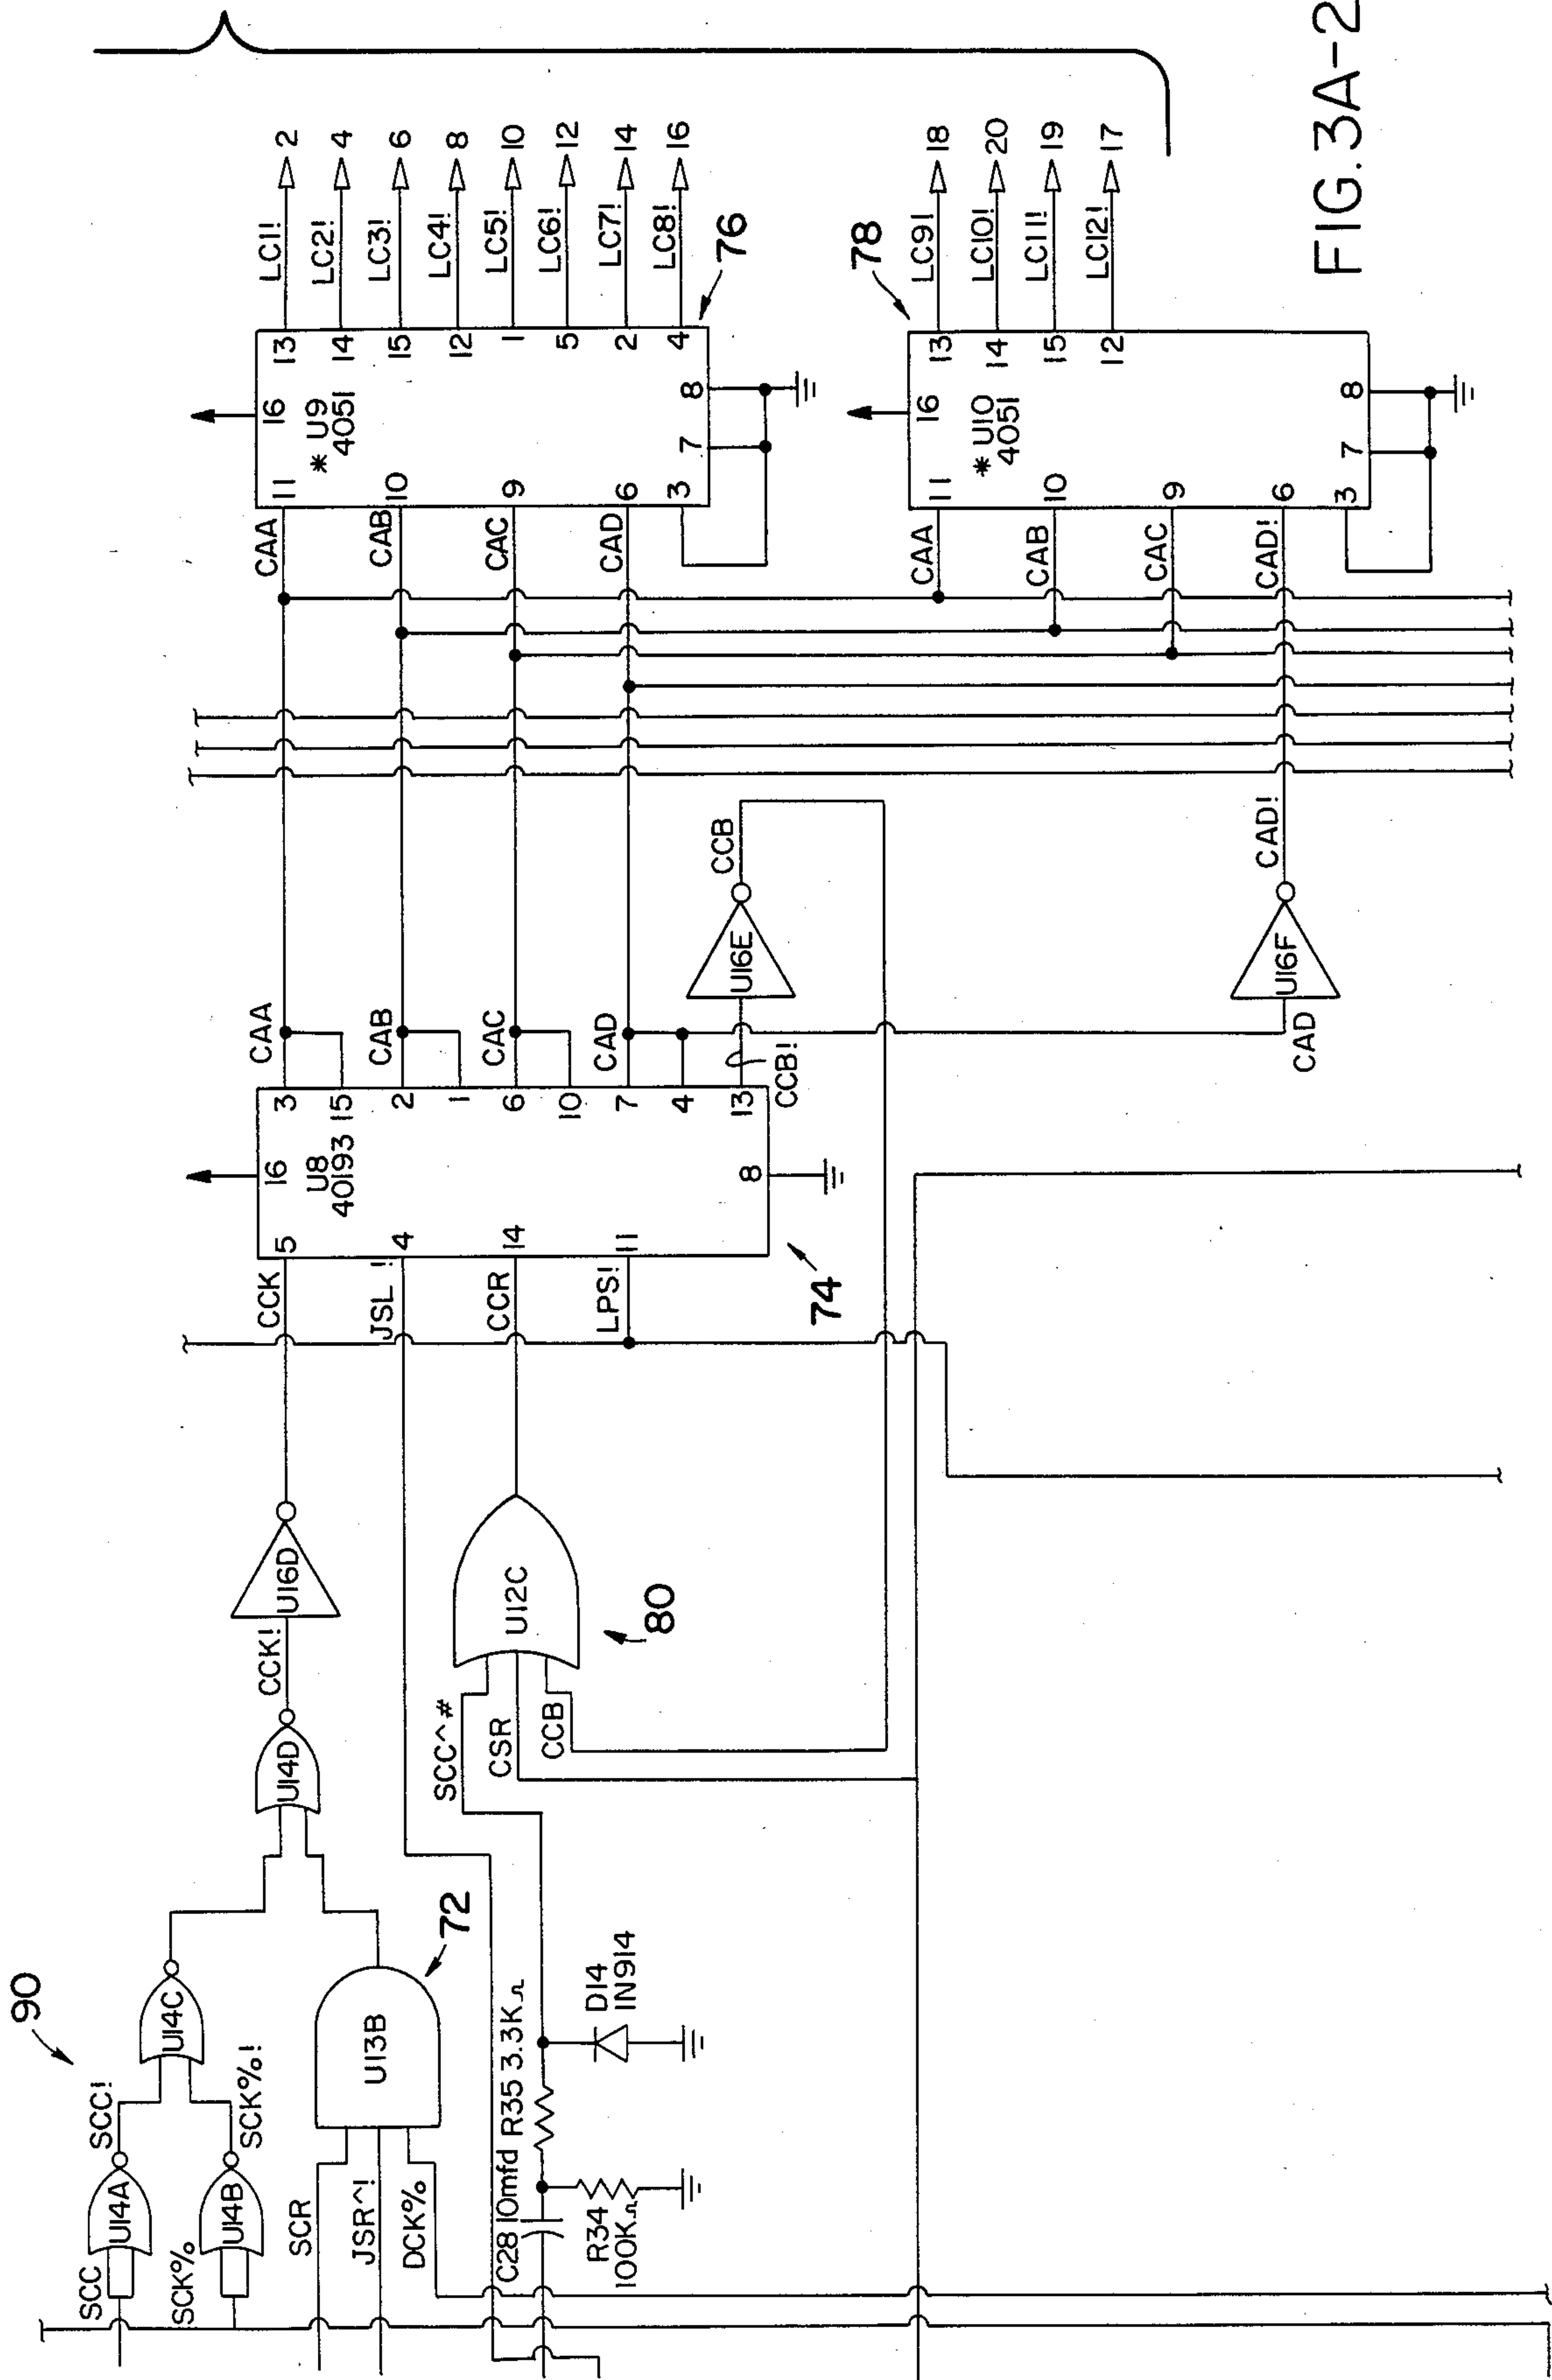 90
SCC
U14A
SCC!
SCK%
U14B
SCK%!
U14C
SCR
JSR^!
DCK%
U13B
72
U14D
CCK!
U16D
CCK
JSL !
C28 10mfd
R35 3.3KΩ
R34
100KΩ
D14
IN914
SCC^#
CSR
CCB
U12C
80
CCR
LPS!
5
4
14
11
16
U8
40193
8
3
15
2
1
6
10
7
4
13
74
CAA
CAB
CAC
CAD
CCB!
U16E
CCB
CAD
U16F
CAD!
CAA
CAB
CAC
CAD
11
10
9
6
3
16
* U9
4051
7
8
13
14
15
12
1
5
2
4
LC1!
2
LC2!
4
LC3!
6
LC4!
8
LC5!
10
LC6!
12
LC7!
14
LC8!
16
76
CAA
CAB
CAC
CAD!
11
10
9
6
3
16
* U10
4051
7
8
13
14
15
12
78
LC9!
18
LC10!
20
LC11!
19
LC12!
17
FIG.3A-2